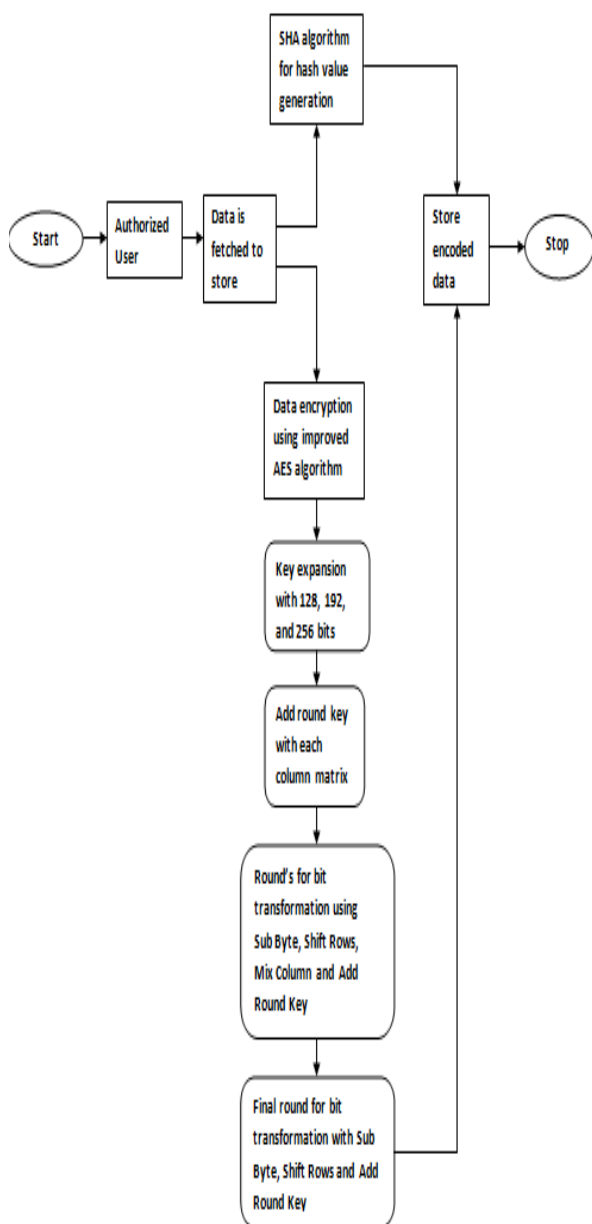 SHA algorithm
for hash value
generation
Start
Authorized
User
Data is
fetched to
store
Store
encoded
data
Stop
Data encryption
using improved
AES algorithm
Key expansion
with 128, 192,
and 256 bits
Add round key
with each
column matrix
Round's for bit
transformation using
Sub Byte, Shift Rows,
Mix Column and Add
Round Key
Final round for bit
transformation with Sub
Byte, Shift Rows and Add
Round Key